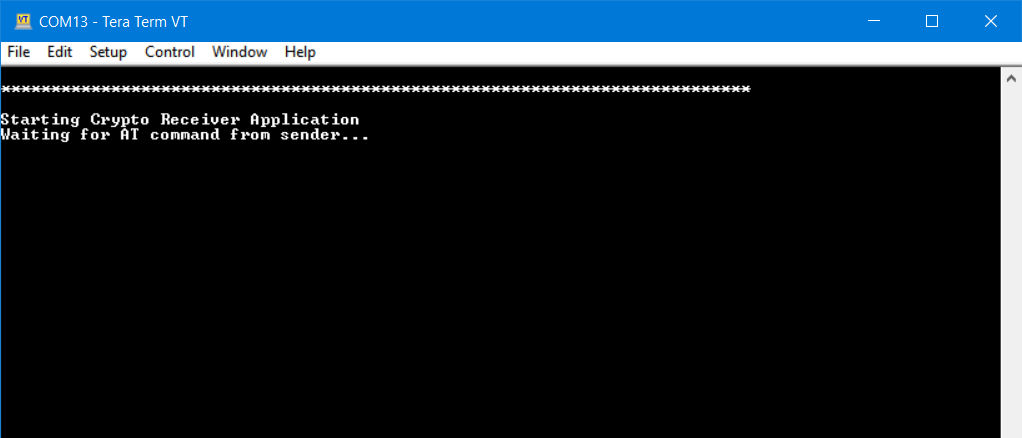 VT
COM13 - Tera Term VT
File Edit Setup Control Window Help
***************************************************************************
Starting Crypto Receiver Application
Waiting for AT command from sender...